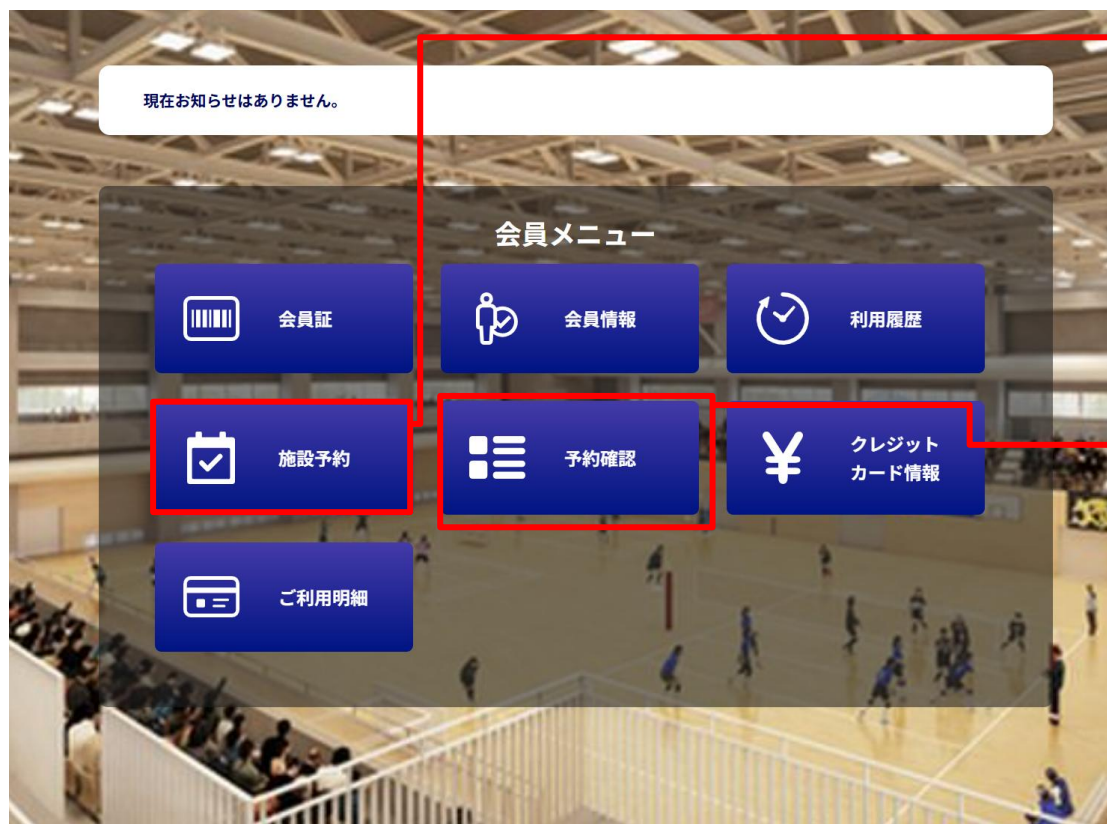 現在お知らせはありません。
会員メニュー
会員証
会員情報
利用履歴
施設予約
予約確認
クレジット
カード情報
ご利用明細